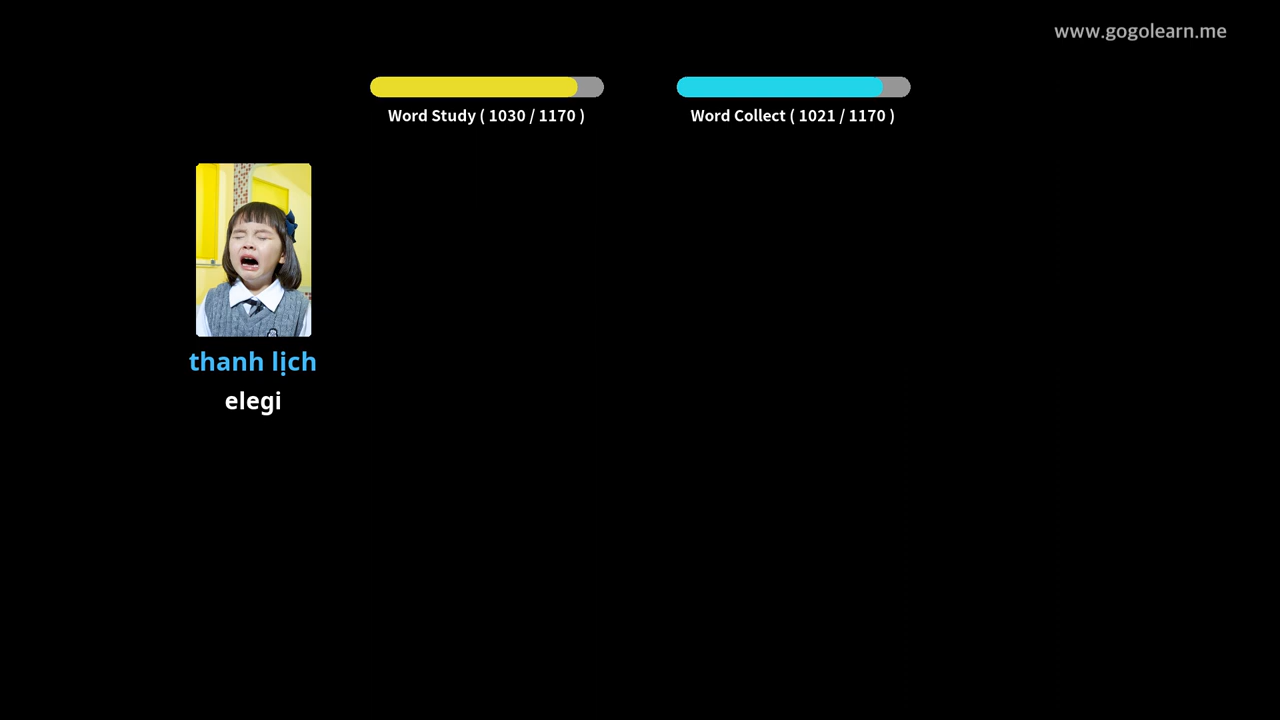 www.gogolearn.me
Word Study ( 1030 / 1170 )
Word Collect ( 1021 / 1170 )
thanh lịch
elegi